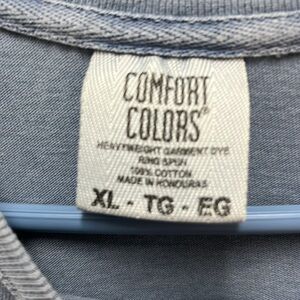 COMFORT
COLORS®
HEAVYWEIGHT GARMENT DYE
RING SPUN
100% COTTON
MADE IN HONDURAS
XL - TG - EG